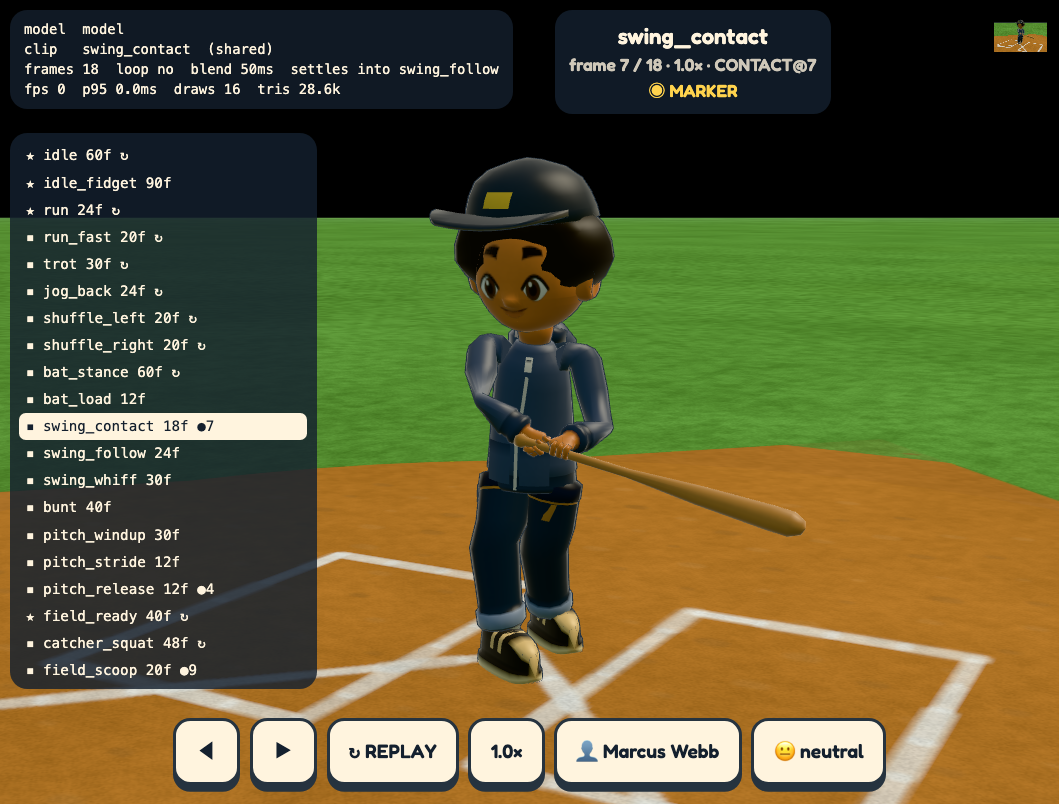 model  model
clip   swing_contact  (shared)
frames 18  loop no  blend 50ms  settles into swing_follow
fps 0  p95 0.0ms  draws 16  tris 28.6k
swing_contact
frame 7 / 18 · 1.0× · CONTACT@7
◉ MARKER
★ idle 60f ↻
★ idle_fidget 90f
★ run 24f ↻
▪ run_fast 20f ↻
▪ trot 30f ↻
▪ jog_back 24f ↻
▪ shuffle_left 20f ↻
▪ shuffle_right 20f ↻
▪ bat_stance 60f ↻
▪ bat_load 12f
▪ swing_contact 18f ●7
▪ swing_follow 24f
▪ swing_whiff 30f
▪ bunt 40f
▪ pitch_windup 30f
▪ pitch_stride 12f
▪ pitch_release 12f ●4
★ field_ready 40f ↻
▪ catcher_squat 48f ↻
▪ field_scoop 20f ●9
◀ ▶ ↻ REPLAY 1.0× 👤 Marcus Webb 😐 neutral